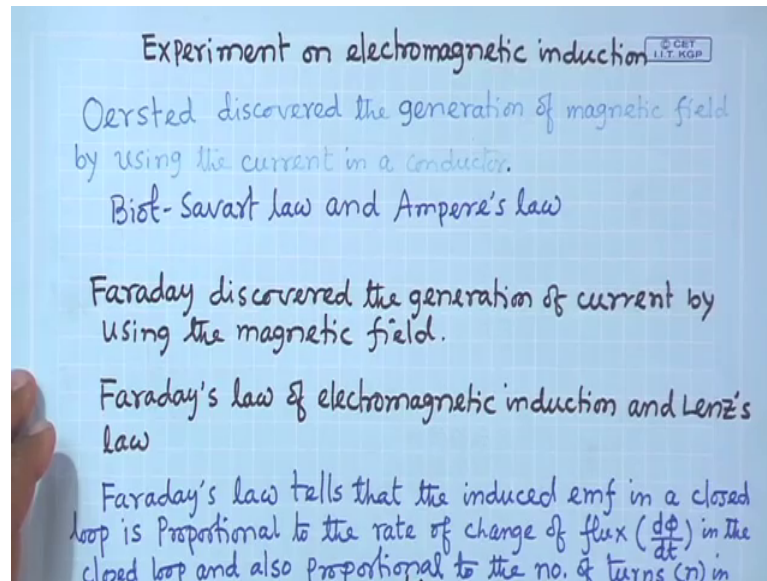 Experiment on electromagnetic induction
© CET
I.I.T. KGP
Oersted discovered the generation of magnetic field
by using the current in a conductor.
Biot-Savart law and Ampere's law
Faraday discovered the generation of current by
using the magnetic field.
Faraday's law of electromagnetic induction and Lenz's
law
Faraday's law tells that the induced emf in a closed
loop is Proportional to the rate of change of flux (dΦ/dt) in the
closed loop and also proportional to the no. of turns (n) in